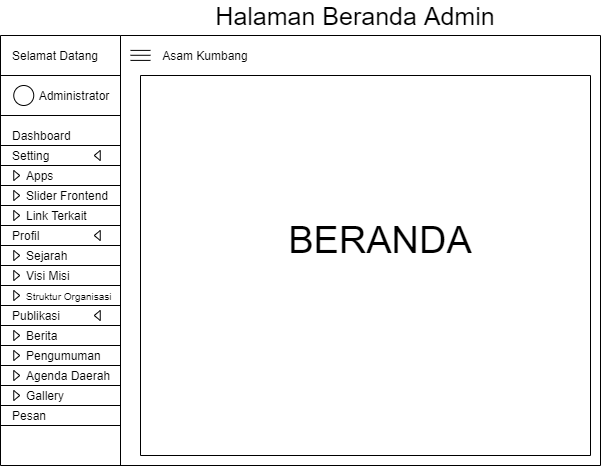 Halaman Beranda Admin
Selamat Datang
Asam Kumbang
Administrator
Dashboard
Setting
Apps
Slider Frontend
Link Terkait
Profil
Sejarah
Visi Misi
Struktur Organisasi
Publikasi
Berita
Pengumuman
Agenda Daerah
Gallery
Pesan
BERANDA